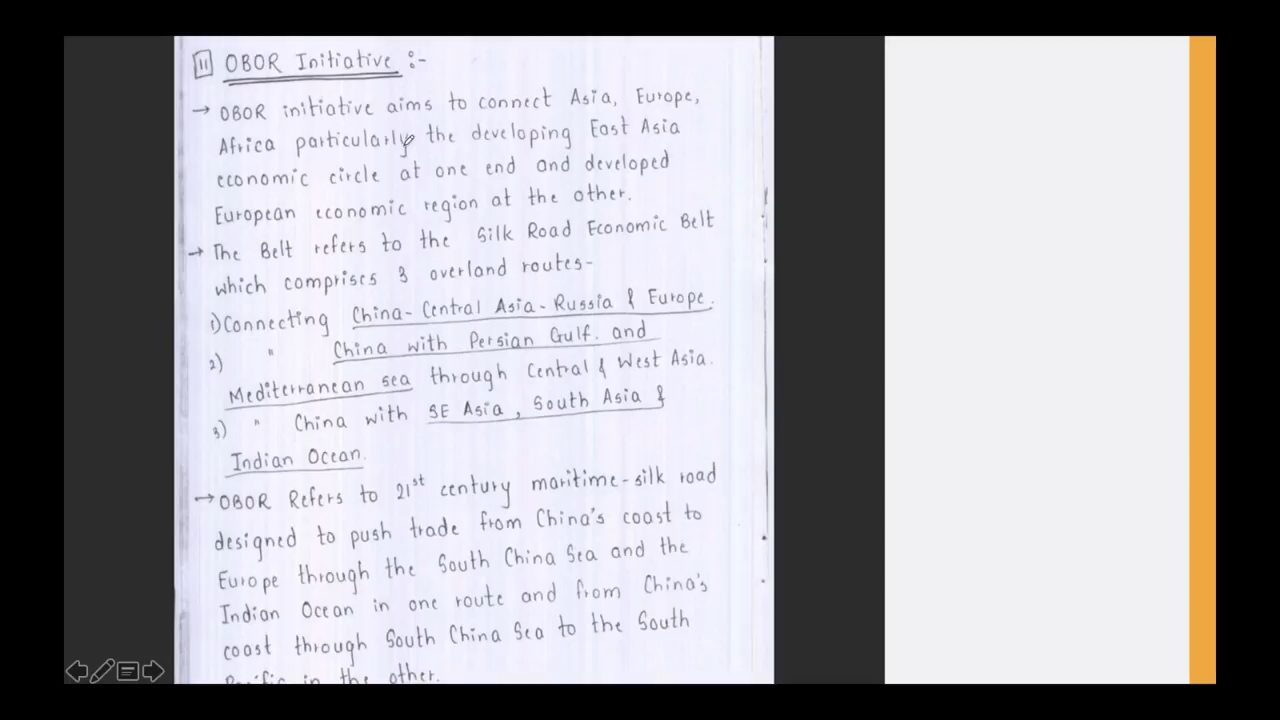 11 OBOR Initiative :-
→ OBOR initiative aims to connect Asia, Europe,
Africa particularly the developing East Asia
economic circle at one end and developed
European economic region at the other.
→ The Belt refers to the Silk Road Economic Belt
which comprises 3 overland routes-
1) Connecting China-Central Asia-Russia & Europe.
2) " China with Persian Gulf. and
Mediterranean sea through Central & West Asia.
3) " China with SE Asia, South Asia &
Indian Ocean.
→ OBOR Refers to 21st century maritime-silk road
designed to push trade from China's coast to
Europe through the South China Sea and the
Indian Ocean in one route and from China's
coast through South China Sea to the South
Pacific in the other.